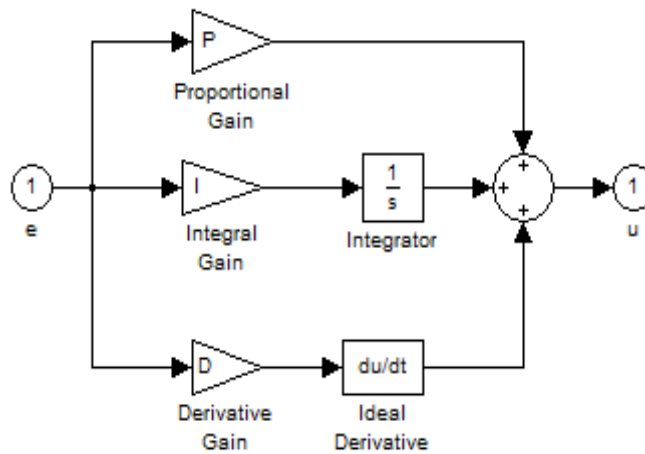 P
Proportional
Gain
1
e
I
Integral
Gain
1
s
Integrator
+
+
+
1
u
D
Derivative
Gain
du/dt
Ideal
Derivative